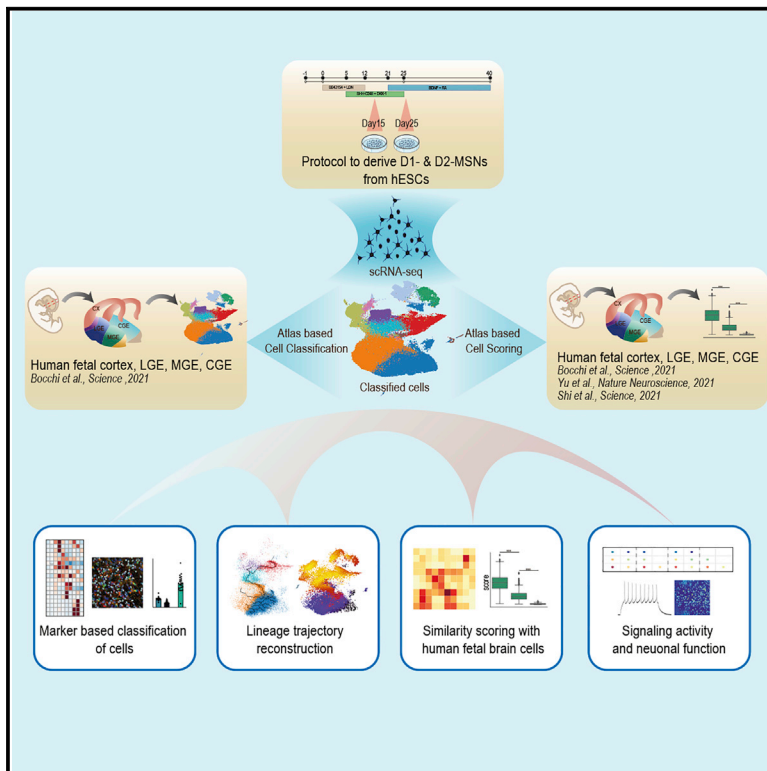 -1 0 5 12 21 25 40
Day15 Day25
Protocol to derive D1- & D2-MSNs
from hESCs
scRNA-seq
CX
LGE
CGE
MGE
Human fetal cortex, LGE, MGE, CGE
Bocchi et al., Science ,2021
Atlas based
Cell Classification
Atlas based
Cell Scoring
Classified cells
CX
LGE
CGE
MGE
Human fetal cortex, LGE, MGE, CGE
Bocchi et al., Science, 2021
Yu et al., Nature Neuroscience, 2021
Shi et al., Science, 2021
Marker based classification
of cells
Lineage trajectory
reconstruction
score
Similarity scoring with
human fetal brain cells
Signaling activity
and neuonal function